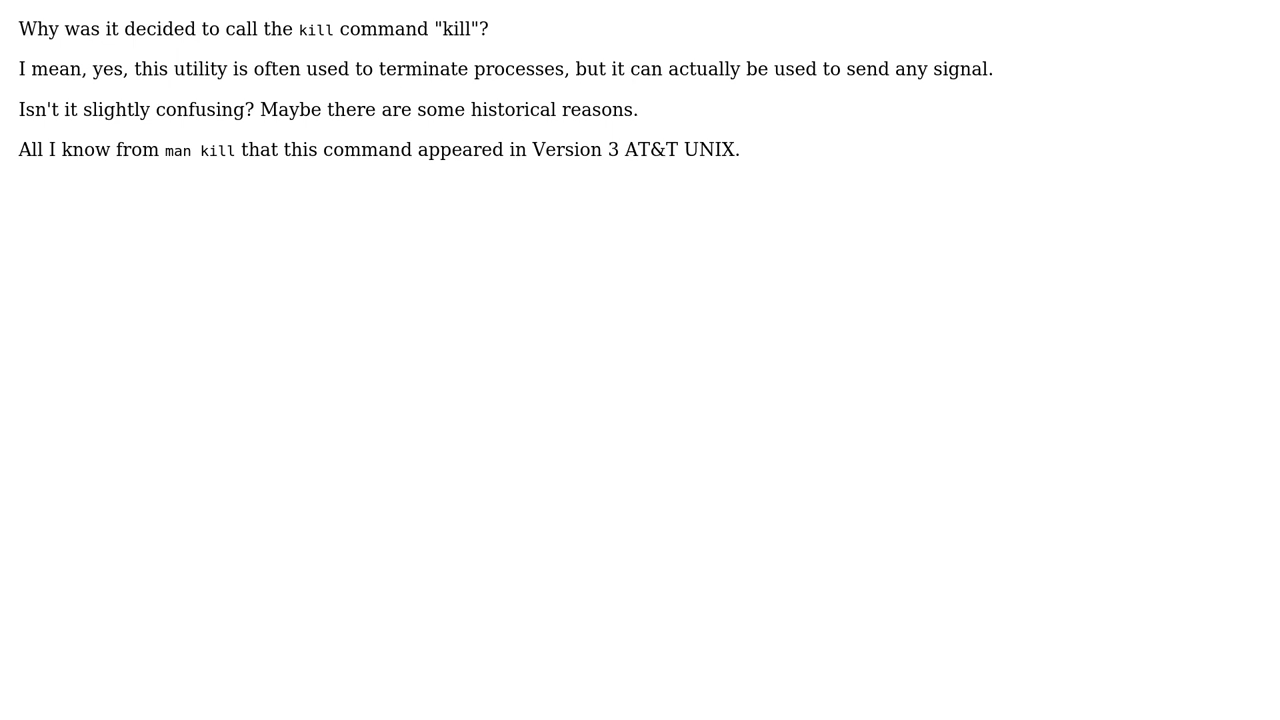 Why was it decided to call the kill command "kill"?
I mean, yes, this utility is often used to terminate processes, but it can actually be used to send any signal.
Isn't it slightly confusing? Maybe there are some historical reasons.
All I know from man kill that this command appeared in Version 3 AT&T UNIX.